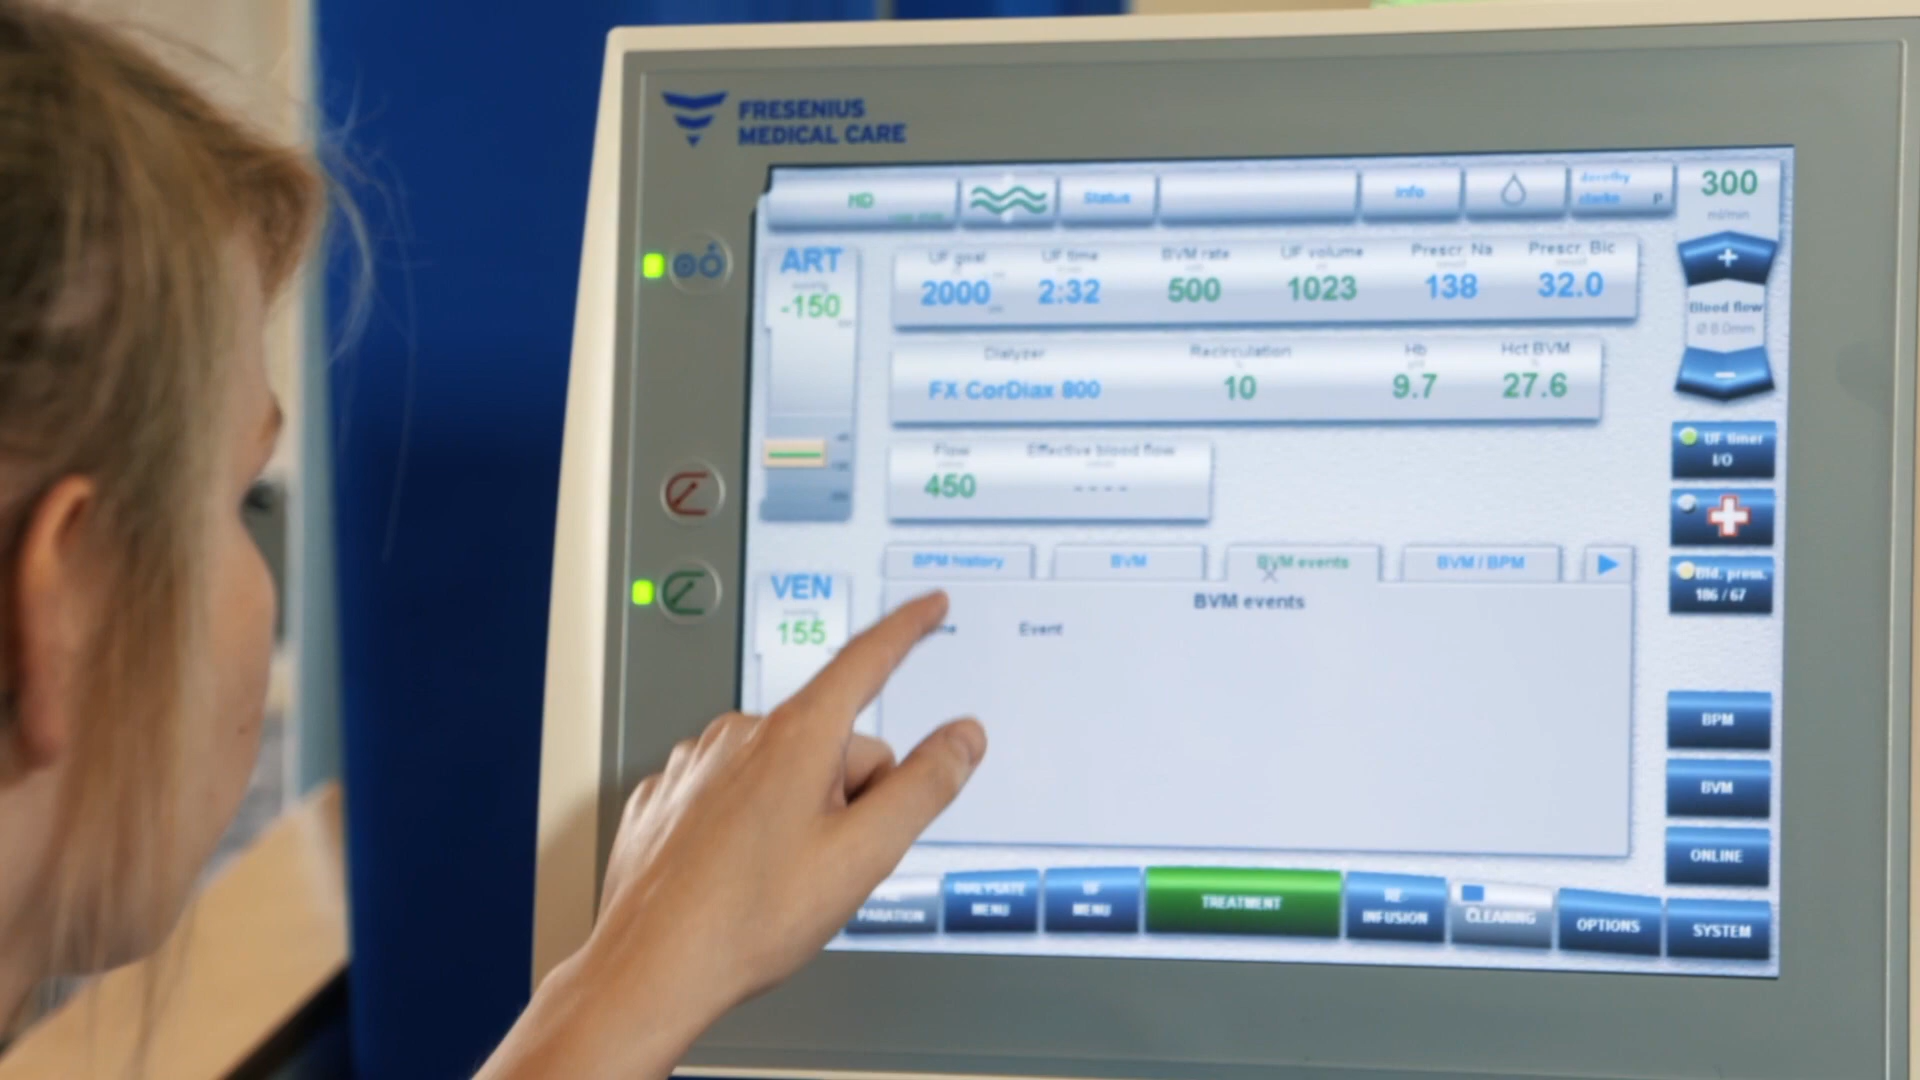 FRESENIUS
MEDICAL CARE
HD
Status
info
dorothy
clarke
P
300
ml/min
ART
-150
UF goal
UF time
BVM rate
UF volume
Prescr. Na
Prescr. Bic
2000
2:32
500
1023
138
32.0
Blood flow
Ø 8.0mm
Dialyzer
Recirculation
Hb
Hct BVM
FX CorDiax 800
10
9.7
27.6
Flow
Effective blood flow
450
----
UF timer
I/O
BPM history
BVM
BVM events
BVM / BPM
Bld. press.
186 / 67
VEN
155
BVM events
Event
BPM
BVM
ONLINE
PARATION
DIALYSATE
MENU
UF
MENU
TREATMENT
RE-
INFUSION
CLEANING
OPTIONS
SYSTEM